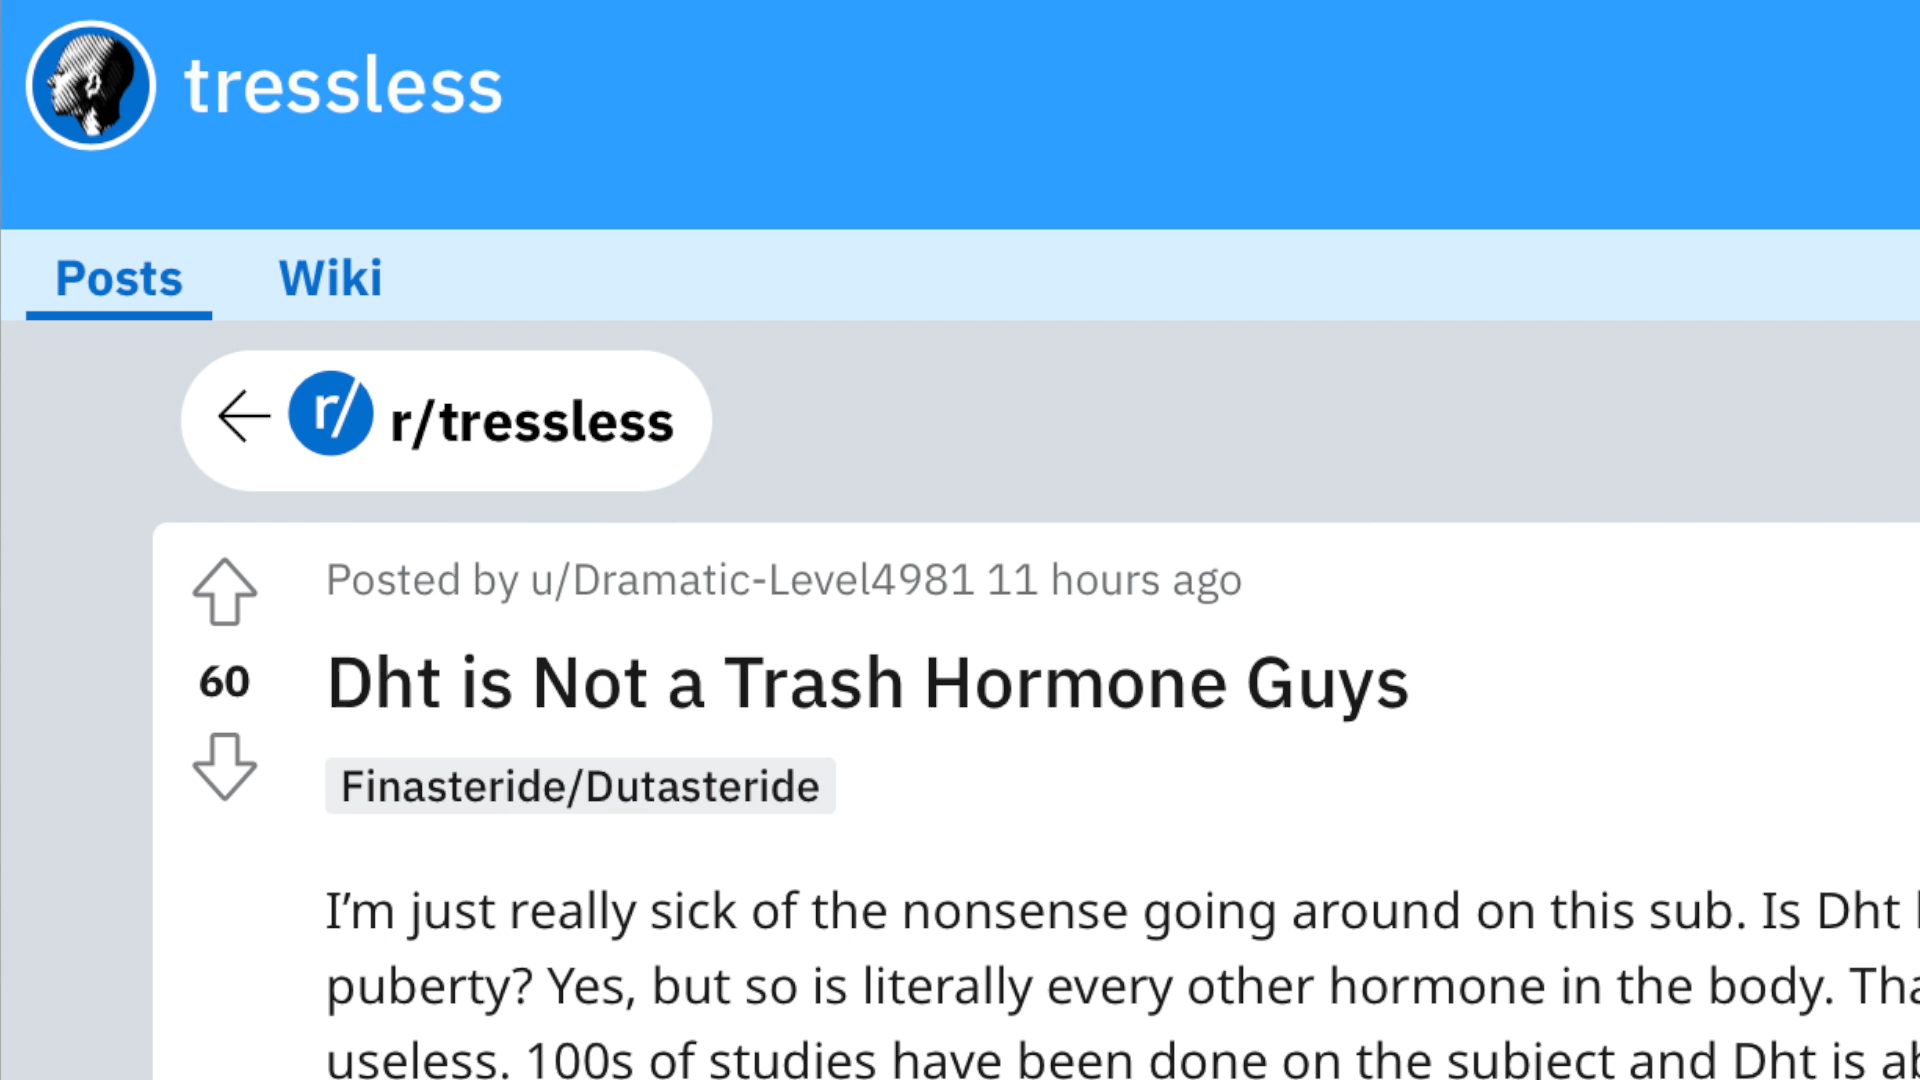 tressless
Posts Wiki
r/ r/tressless
Posted by u/Dramatic-Level4981 11 hours ago
60
Dht is Not a Trash Hormone Guys
Finasteride/Dutasteride
I’m just really sick of the nonsense going around on this sub. Is Dht
puberty? Yes, but so is literally every other hormone in the body.
useless. 100s of studies have been done on the subject and Dht is